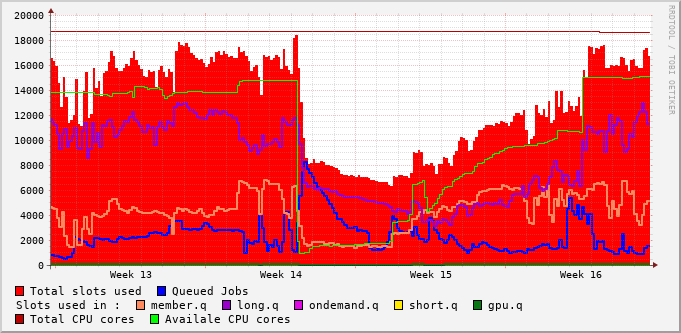 RRDTOOL / TOBI OETIKER
20000
18000
16000
14000
12000
10000
8000
6000
4000
2000
0
Week 13 Week 14 Week 15 Week 16
Total slots used Queued Jobs
Slots used in : member.q long.q ondemand.q short.q gpu.q
Total CPU cores Availale CPU cores